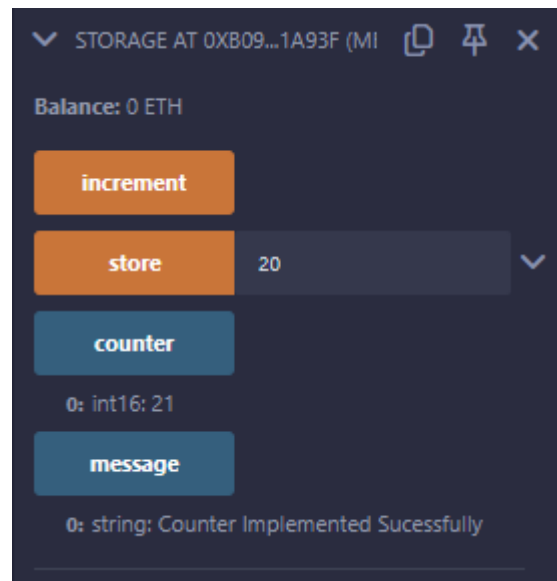 STORAGE AT 0XB09...1A93F (MI
Balance: 0 ETH
increment
store 20
counter
0: int16: 21
message
0: string: Counter Implemented Sucessfully